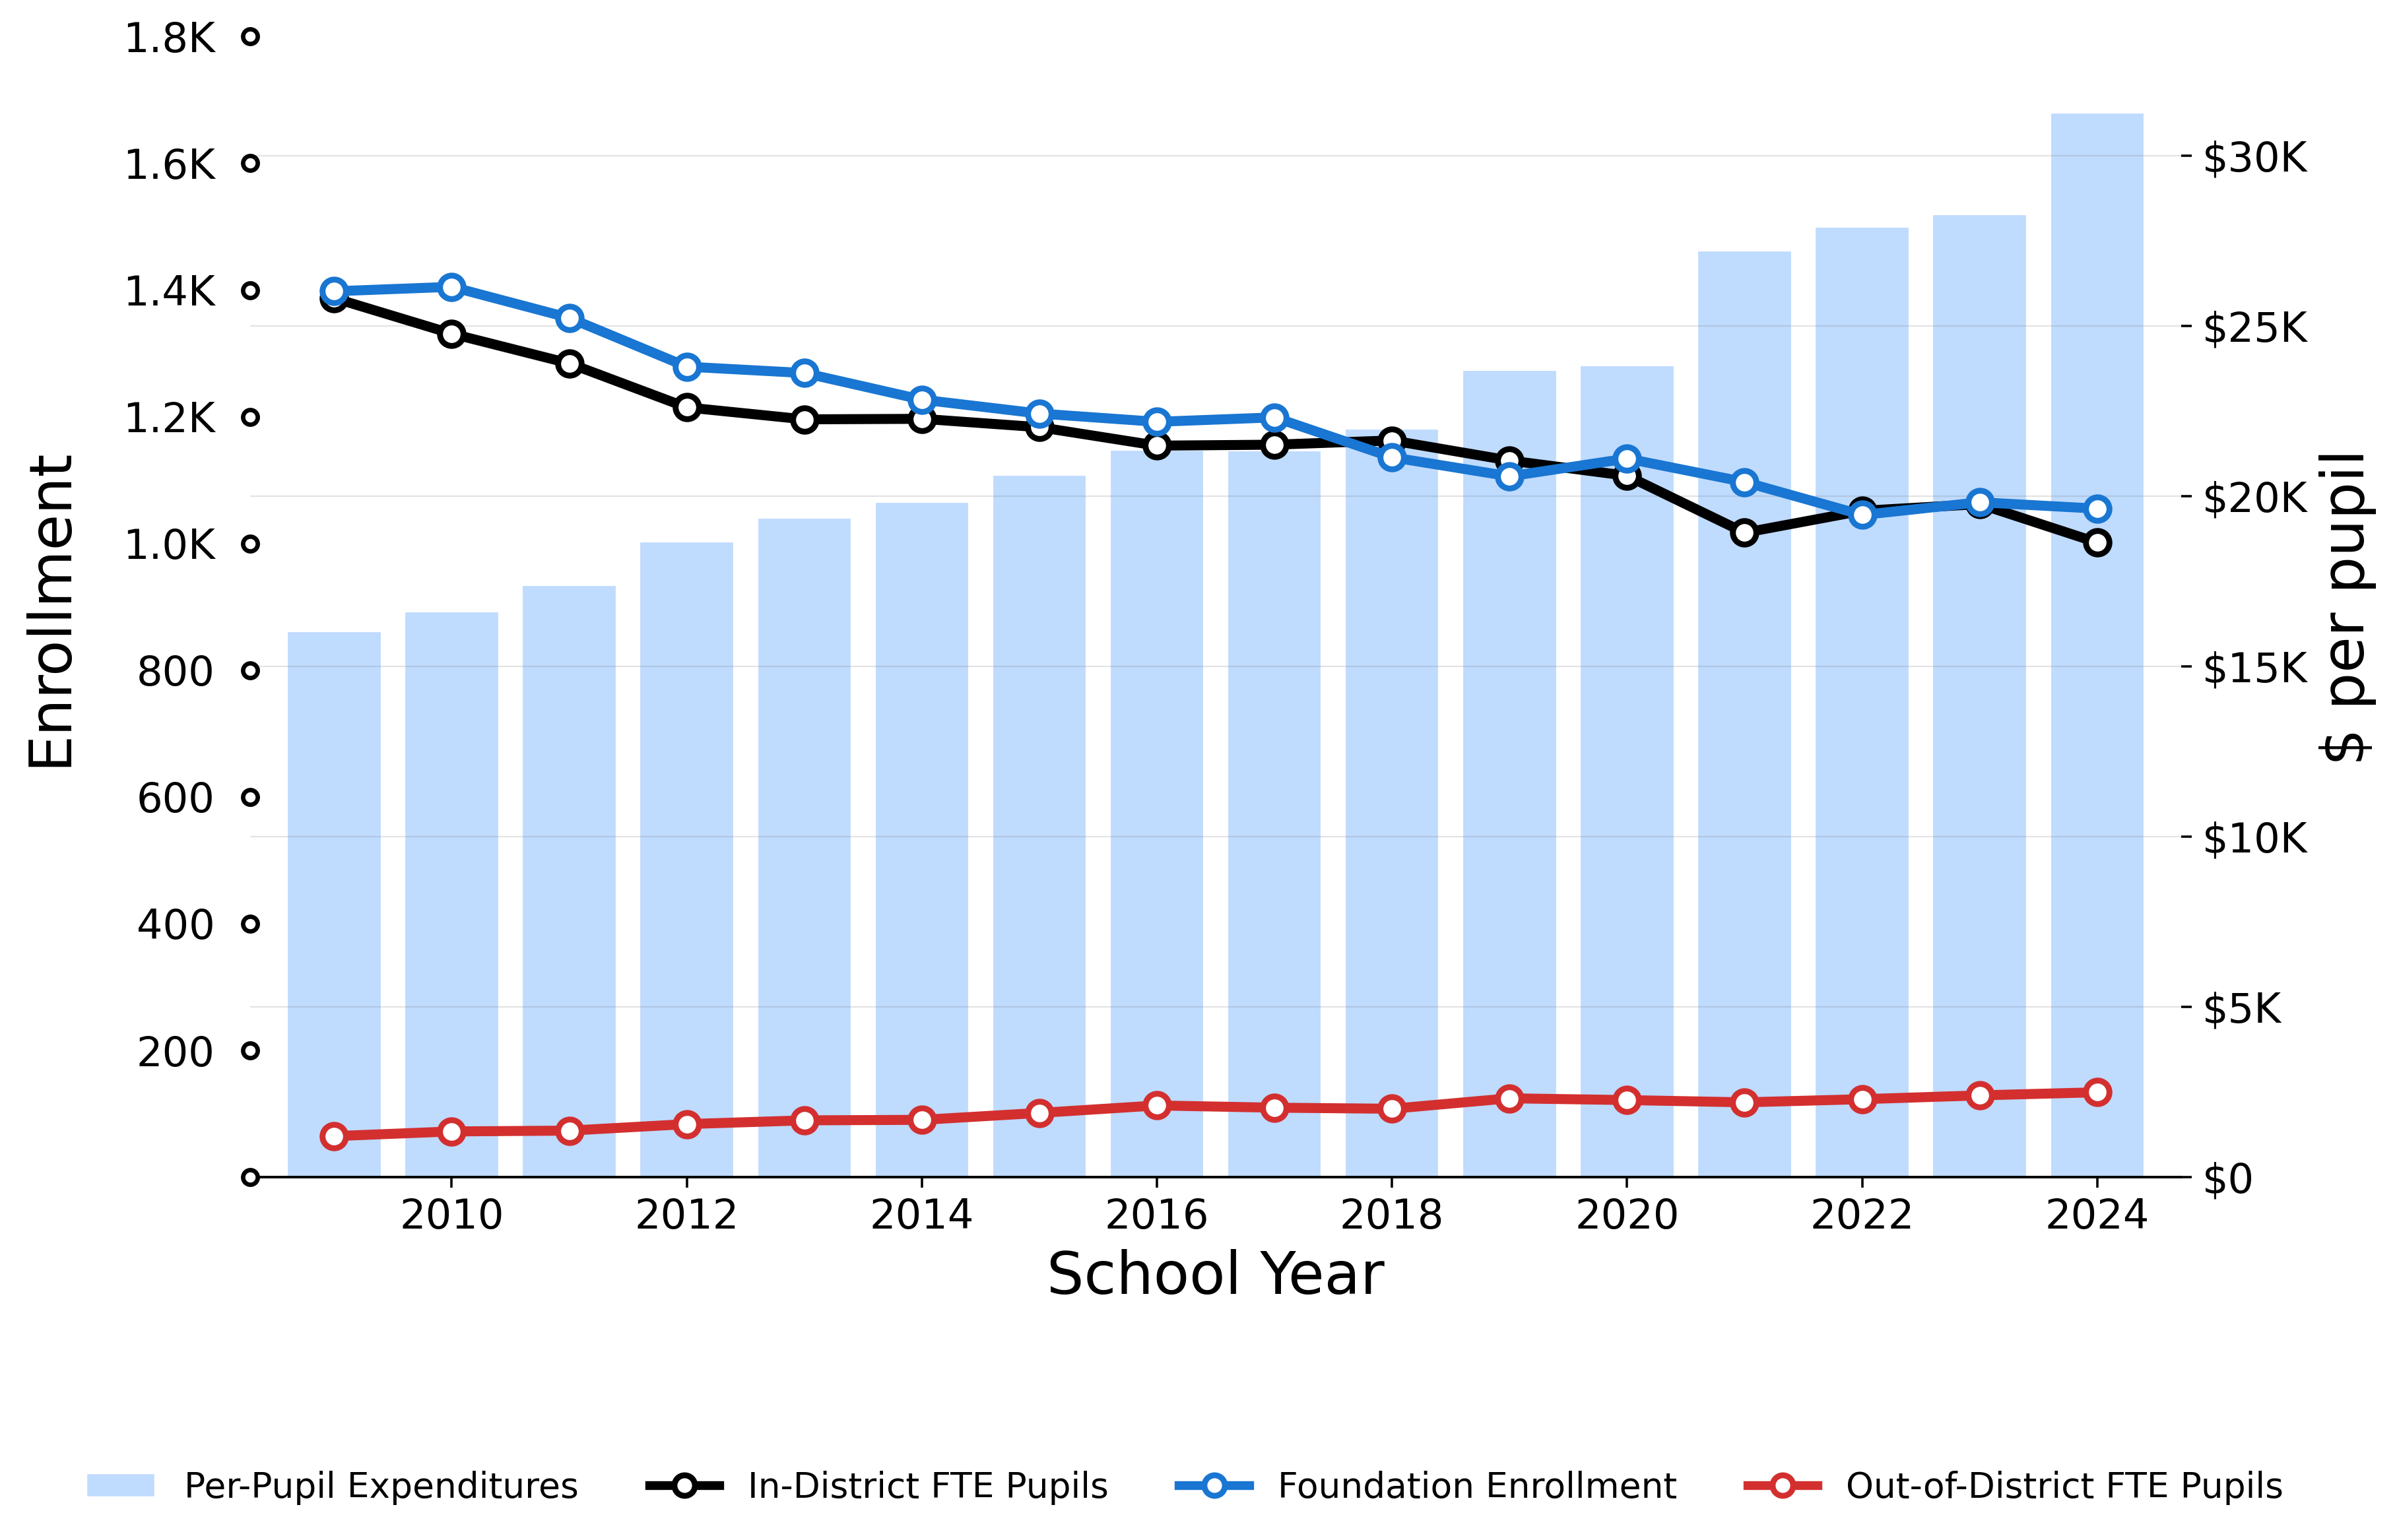 Enrollment
1.8K
1.6K
1.4K
1.2K
1.0K
800
600
400
200
$30K
$25K
$20K
$15K
$10K
$5K
$0
$ per pupil
2010 2012 2014 2016 2018 2020 2022 2024
School Year
Per-Pupil Expenditures In-District FTE Pupils Foundation Enrollment Out-of-District FTE Pupils